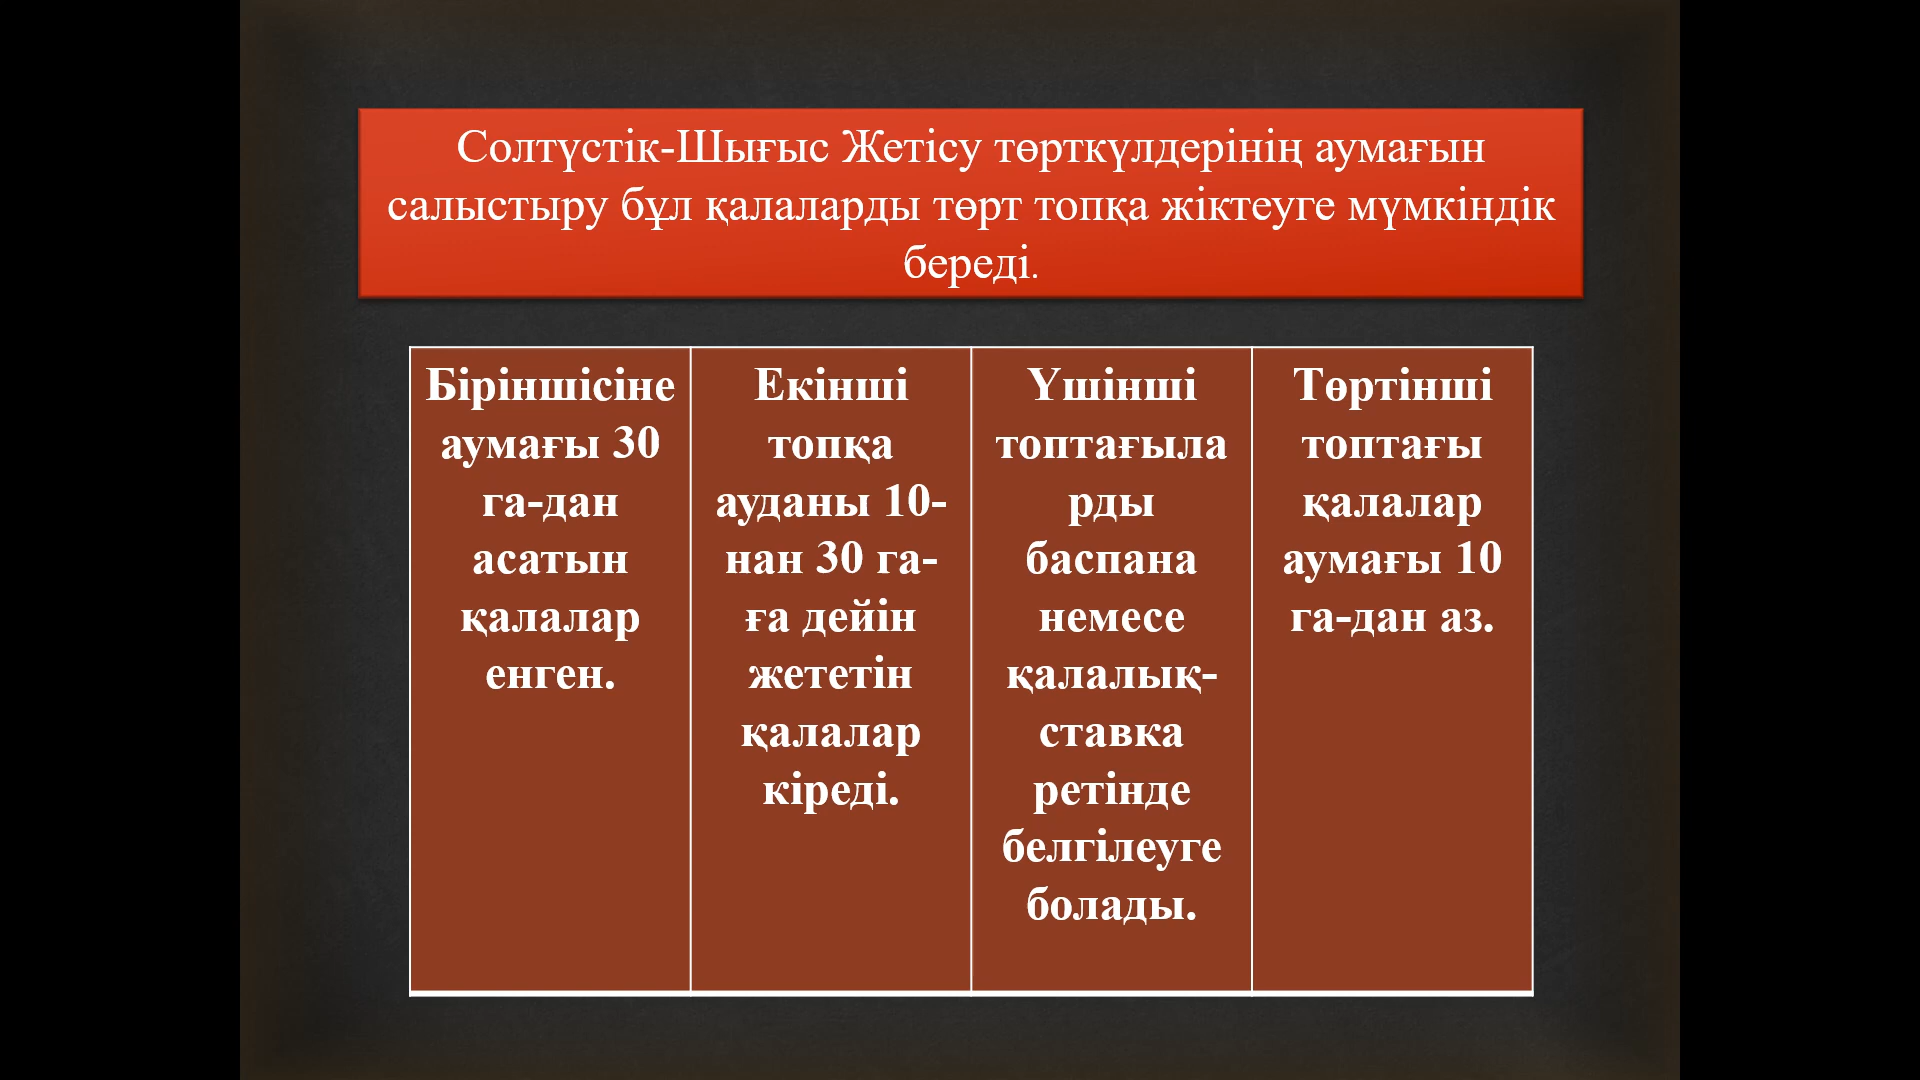 Солтүстік-Шығыс Жетісу төрткүлдерінің аумағын
салыстыру бұл қалаларды төрт топқа жіктеуге мүмкіндік
береді.
Біріншісіне
аумағы 30
га-дан
асатын
қалалар
енген.
Екінші
топқа
ауданы 10-
нан 30 га-
ға дейін
жететін
қалалар
кіреді.
Үшінші
топтағыла
рды
баспана
немесе
қалалық-
ставка
ретінде
белгілеуге
болады.
Төртінші
топтағы
қалалар
аумағы 10
га-дан аз.